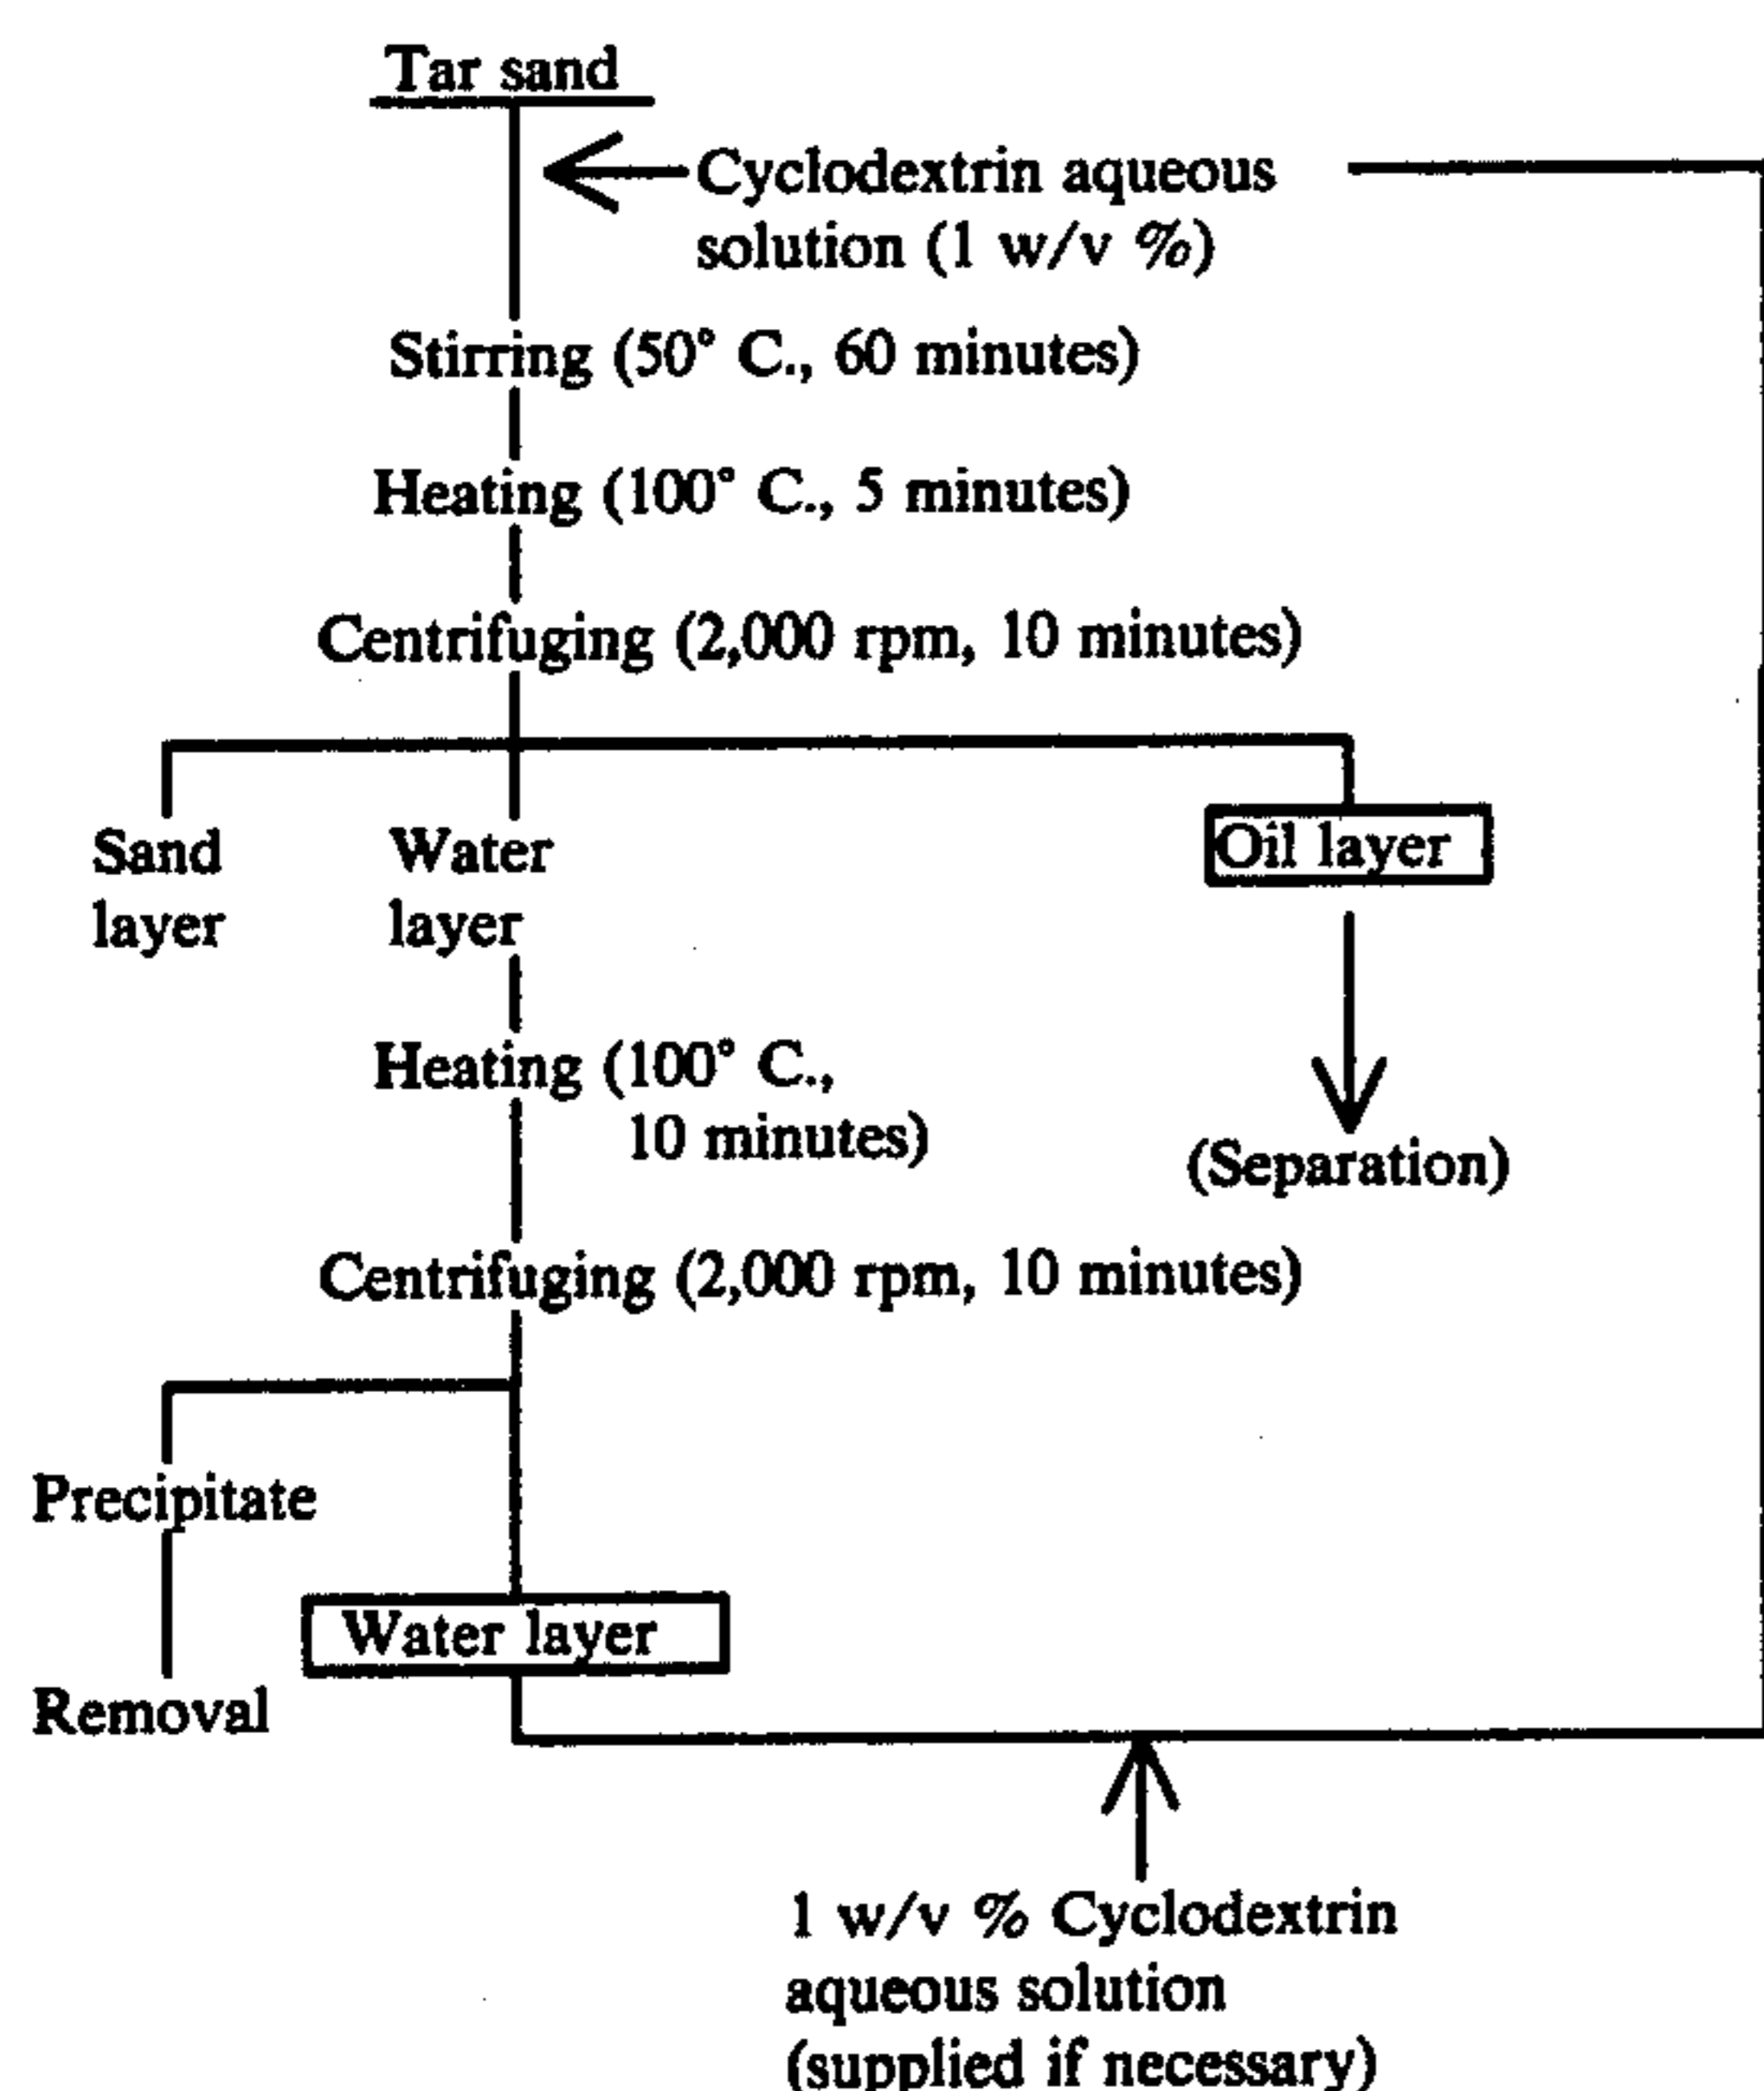 Tar sand
Cyclodextrin aqueous
solution (1 w/v %)
Stirring (50° C., 60 minutes)
Heating (100° C., 5 minutes)
Centrifuging (2,000 rpm, 10 minutes)
Sand
layer
Water
layer
Oil layer
Heating (100° C.,
10 minutes)
(Separation)
Centrifuging (2,000 rpm, 10 minutes)
Precipitate
Removal
Water layer
1 w/v % Cyclodextrin
aqueous solution
(supplied if necessary)